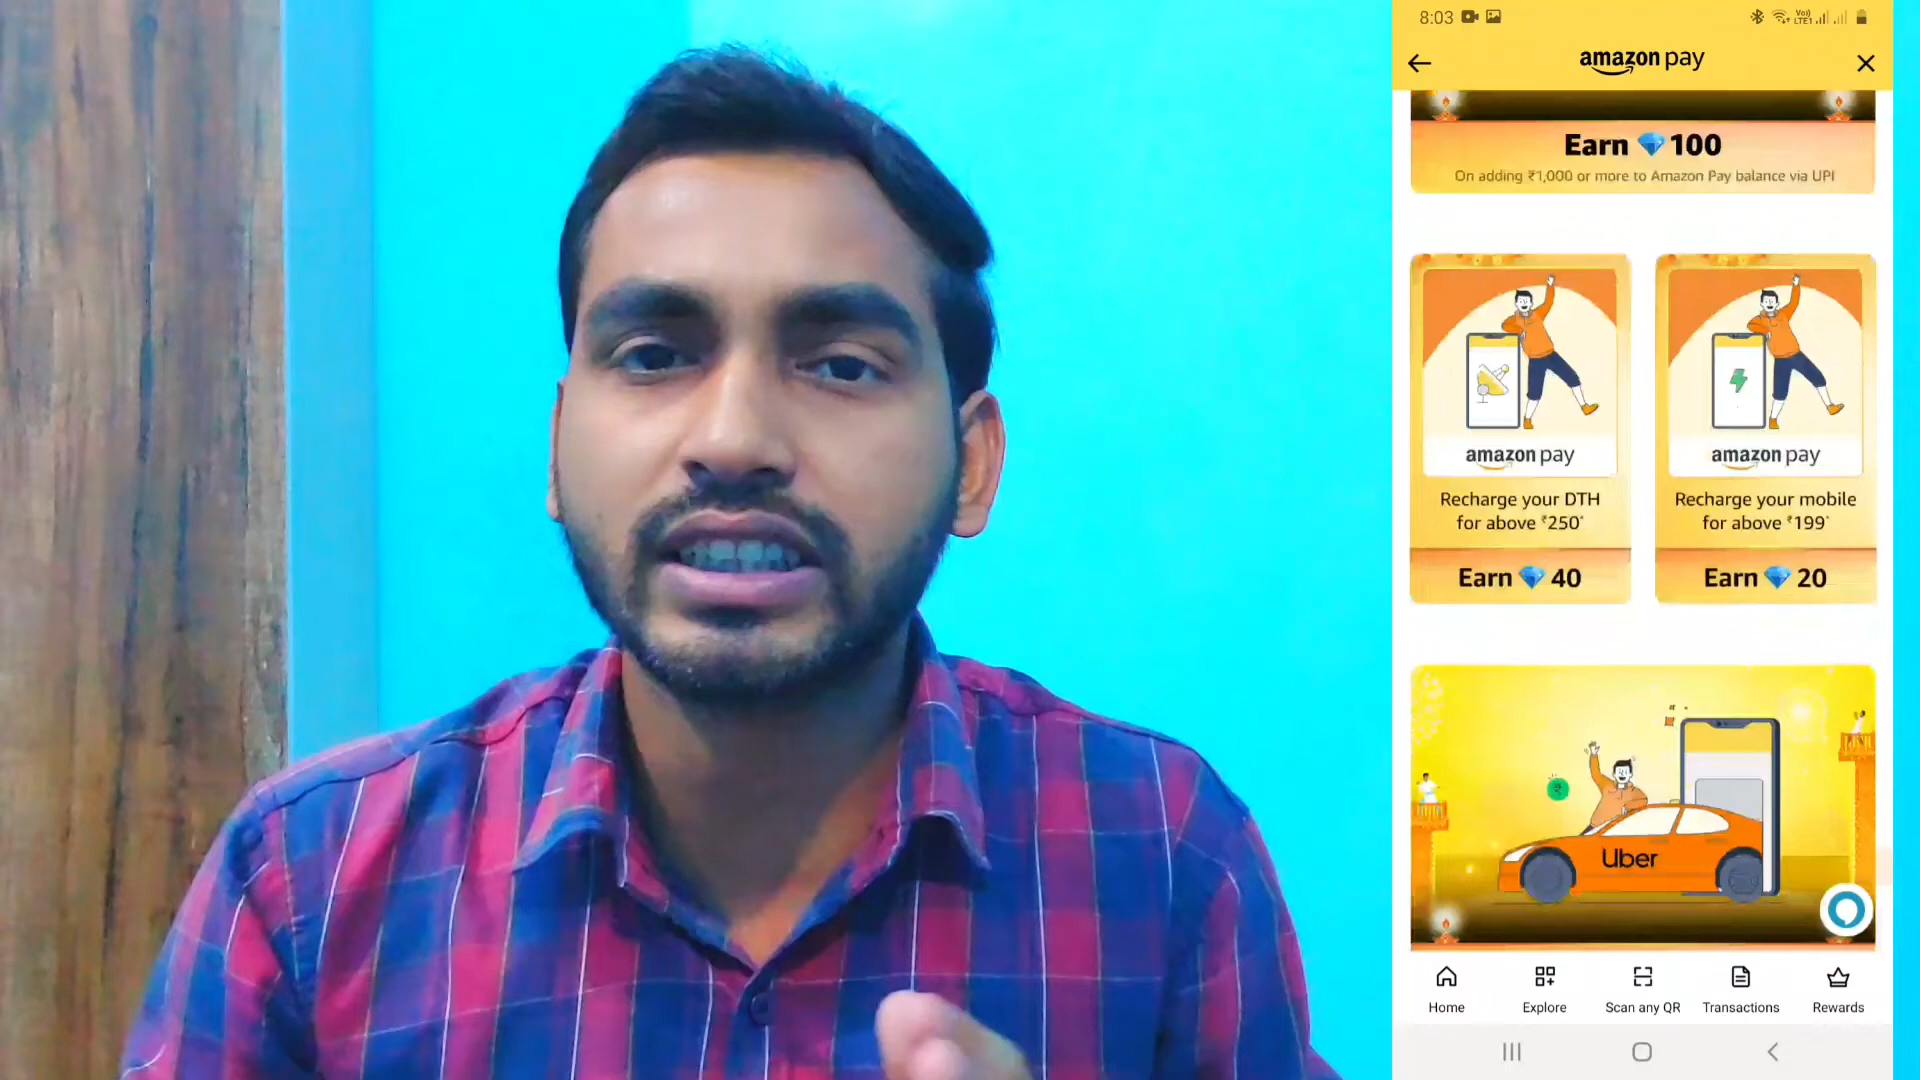 8:03
Vo)) LTE1
amazon pay
Earn 💎 100
On adding ₹1,000 or more to Amazon Pay balance via UPI
amazon pay
Recharge your DTH
for above ₹250*
Earn 💎 40
amazon pay
Recharge your mobile
for above ₹199*
Earn 💎 20
Uber
Home
Explore
Scan any QR
Transactions
Rewards